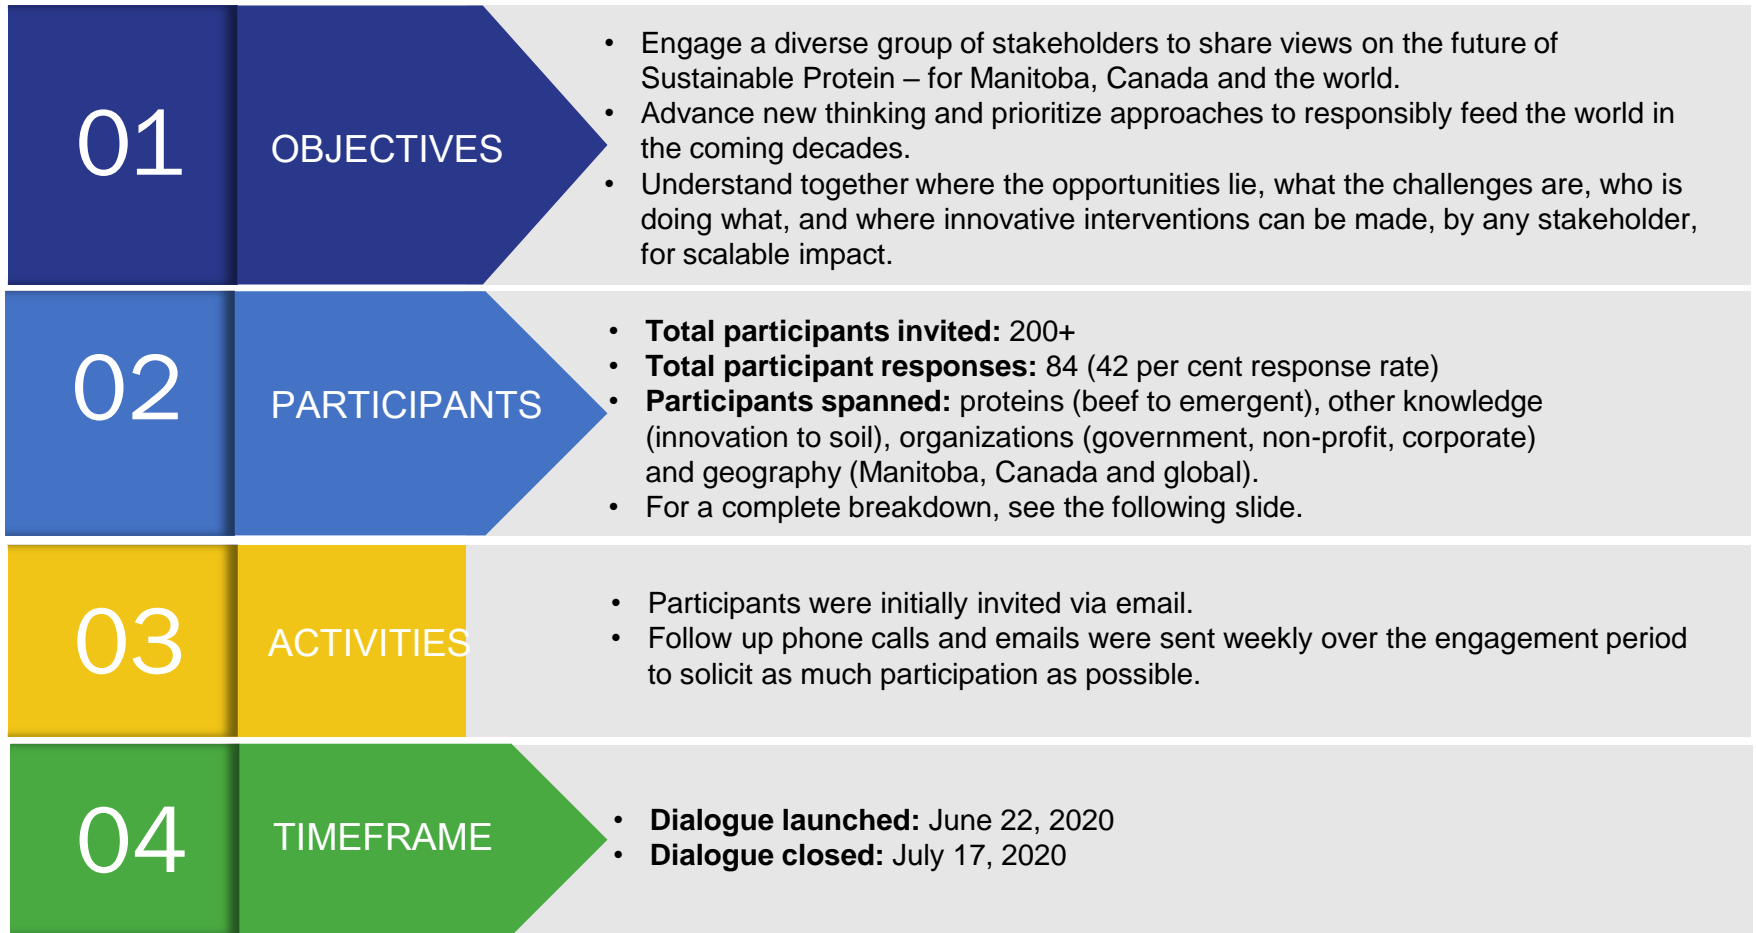 01
OBJECTIVES
• Engage a diverse group of stakeholders to share views on the future of
Sustainable Protein – for Manitoba, Canada and the world.
• Advance new thinking and prioritize approaches to responsibly feed the world in
the coming decades.
• Understand together where the opportunities lie, what the challenges are, who is
doing what, and where innovative interventions can be made, by any stakeholder,
for scalable impact.
02
PARTICIPANTS
• Total participants invited: 200+
• Total participant responses: 84 (42 per cent response rate)
• Participants spanned: proteins (beef to emergent), other knowledge
(innovation to soil), organizations (government, non-profit, corporate)
and geography (Manitoba, Canada and global).
• For a complete breakdown, see the following slide.
03
ACTIVITIES
• Participants were initially invited via email.
• Follow up phone calls and emails were sent weekly over the engagement period
to solicit as much participation as possible.
04
TIMEFRAME
• Dialogue launched: June 22, 2020
• Dialogue closed: July 17, 2020